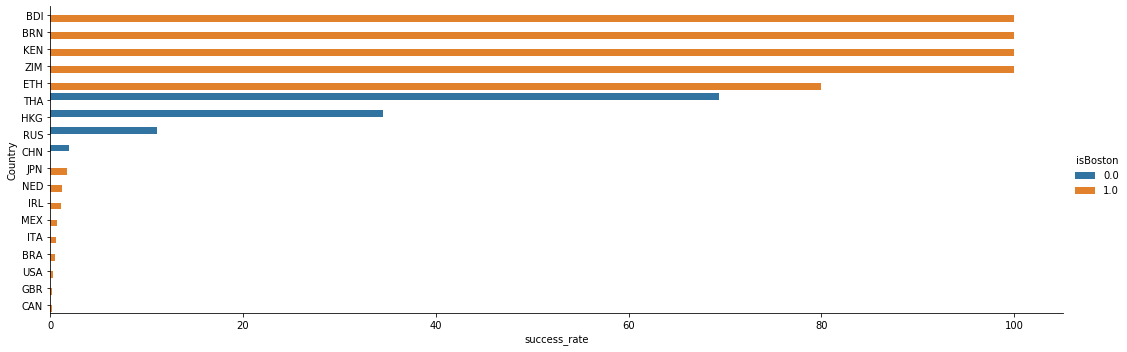 BDI
BRN
KEN
ZIM
ETH
THA
HKG
RUS
CHN
JPN
NED
IRL
MEX
ITA
BRA
USA
GBR
CAN
Country
0 20 40 60 80 100
success_rate
isBoston
0.0
1.0